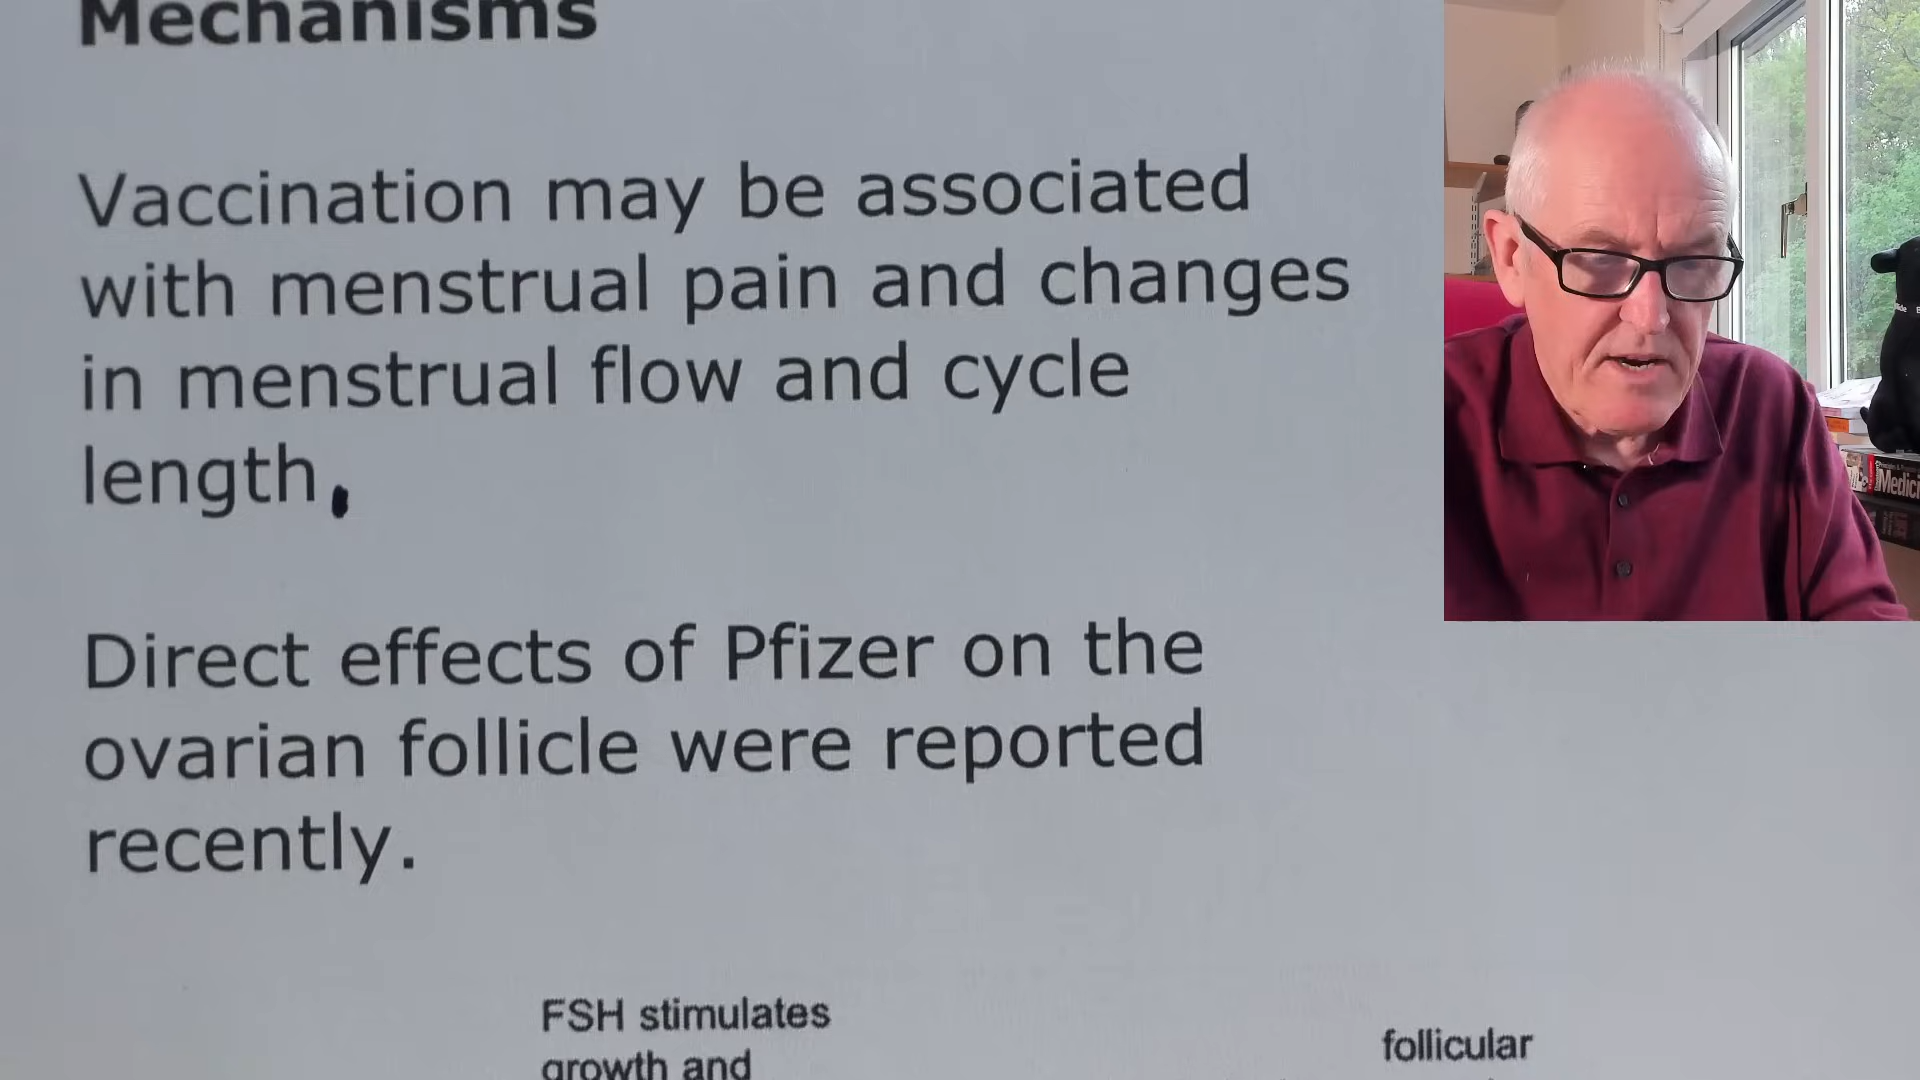 Mechanisms
Vaccination may be associated
with menstrual pain and changes
in menstrual flow and cycle
length.
Direct effects of Pfizer on the
ovarian follicle were reported
recently.
FSH stimulates
growth and
follicular